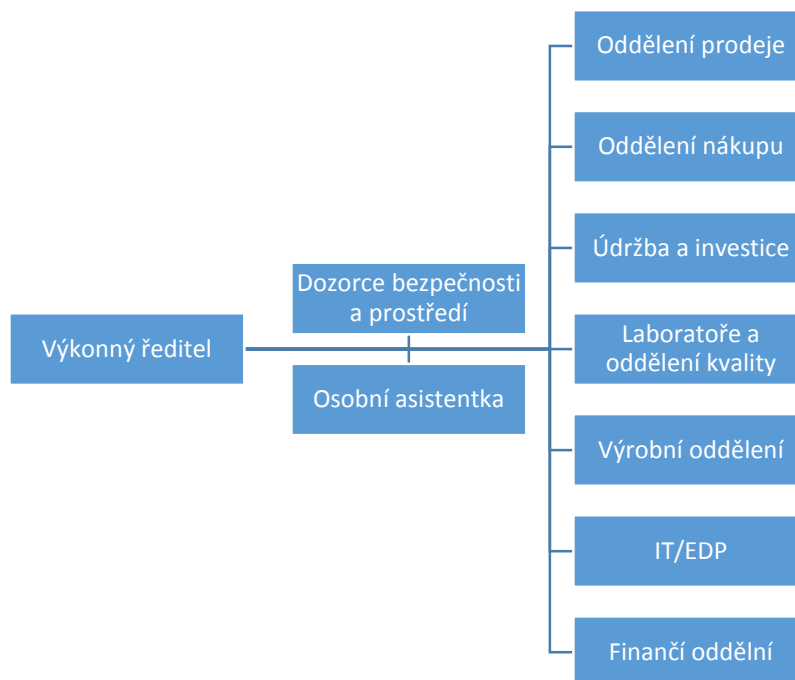 Výkonný ředitel
Dozorce bezpečnosti
a prostředí
Osobní asistentka
Oddělení prodeje
Oddělení nákupu
Údržba a investice
Laboratoře a
oddělení kvality
Výrobní oddělení
IT/EDP
Finančí oddělní